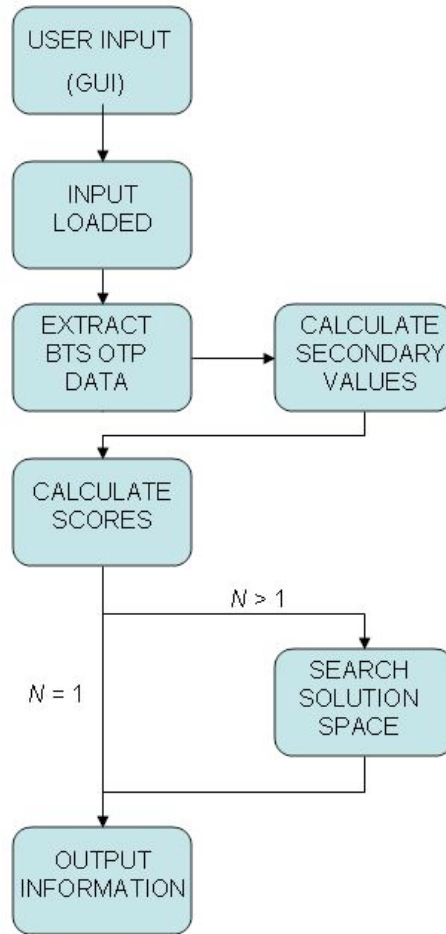 USER INPUT
(GUI)
INPUT
LOADED
EXTRACT
BTS OTP
DATA
CALCULATE
SECONDARY
VALUES
CALCULATE
SCORES
N > 1
N = 1
SEARCH
SOLUTION
SPACE
OUTPUT
INFORMATION